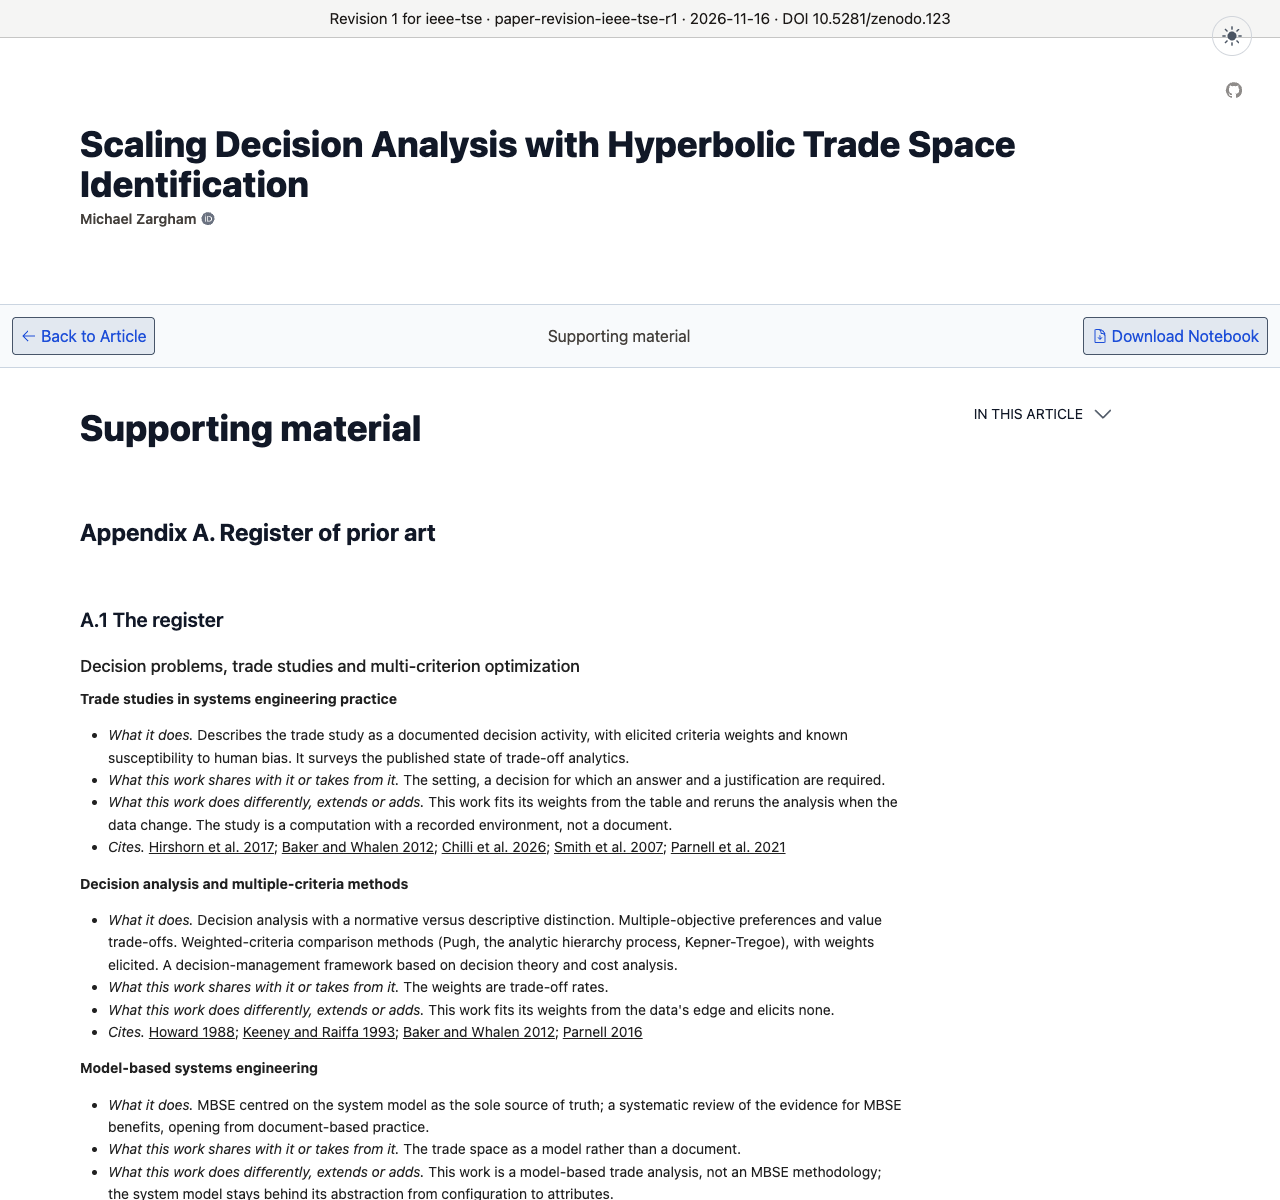 Revision 1 for ieee-tse · paper-revision-ieee-tse-r1 · 2026-11-16 · DOI 10.5281/zenodo.123
Scaling Decision Analysis with Hyperbolic Trade Space
Identification
Michael Zargham iD
Back to Article
Supporting material
Download Notebook
Supporting material
IN THIS ARTICLE
Appendix A. Register of prior art
A.1 The register
Decision problems, trade studies and multi-criterion optimization
Trade studies in systems engineering practice
• What it does. Describes the trade study as a documented decision activity, with elicited criteria weights and known
susceptibility to human bias. It surveys the published state of trade-off analytics.
• What this work shares with it or takes from it. The setting, a decision for which an answer and a justification are required.
• What this work does differently, extends or adds. This work fits its weights from the table and reruns the analysis when the
data change. The study is a computation with a recorded environment, not a document.
• Cites. Hirshorn et al. 2017; Baker and Whalen 2012; Chilli et al. 2026; Smith et al. 2007; Parnell et al. 2021
Decision analysis and multiple-criteria methods
• What it does. Decision analysis with a normative versus descriptive distinction. Multiple-objective preferences and value
trade-offs. Weighted-criteria comparison methods (Pugh, the analytic hierarchy process, Kepner-Tregoe), with weights
elicited. A decision-management framework based on decision theory and cost analysis.
• What this work shares with it or takes from it. The weights are trade-off rates.
• What this work does differently, extends or adds. This work fits its weights from the data's edge and elicits none.
• Cites. Howard 1988; Keeney and Raiffa 1993; Baker and Whalen 2012; Parnell 2016
Model-based systems engineering
• What it does. MBSE centred on the system model as the sole source of truth; a systematic review of the evidence for MBSE
benefits, opening from document-based practice.
• What this work shares with it or takes from it. The trade space as a model rather than a document.
• What this work does differently, extends or adds. This work is a model-based trade analysis, not an MBSE methodology;
the system model stays behind its abstraction from configuration to attributes.